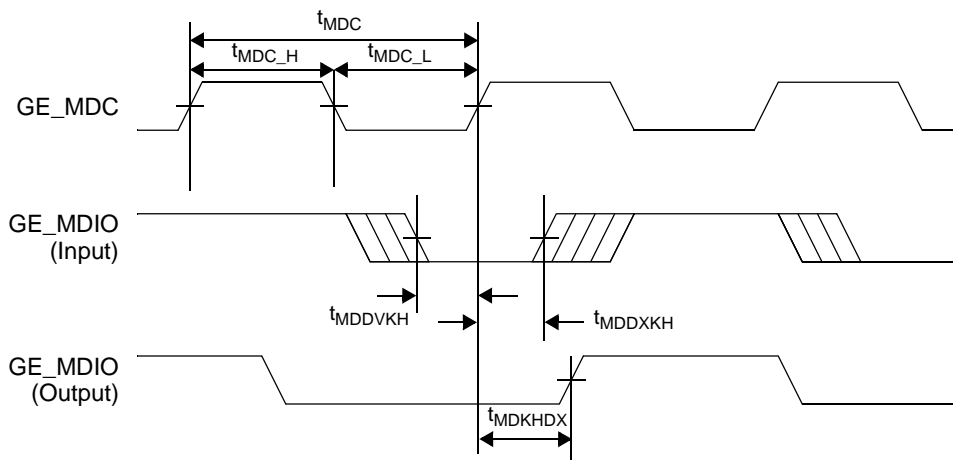 tMDC
tMDC_H
tMDC_L
GE_MDC
GE_MDIO
(Input)
tMDDVKH
tMDDXKH
GE_MDIO
(Output)
tMDKHDX